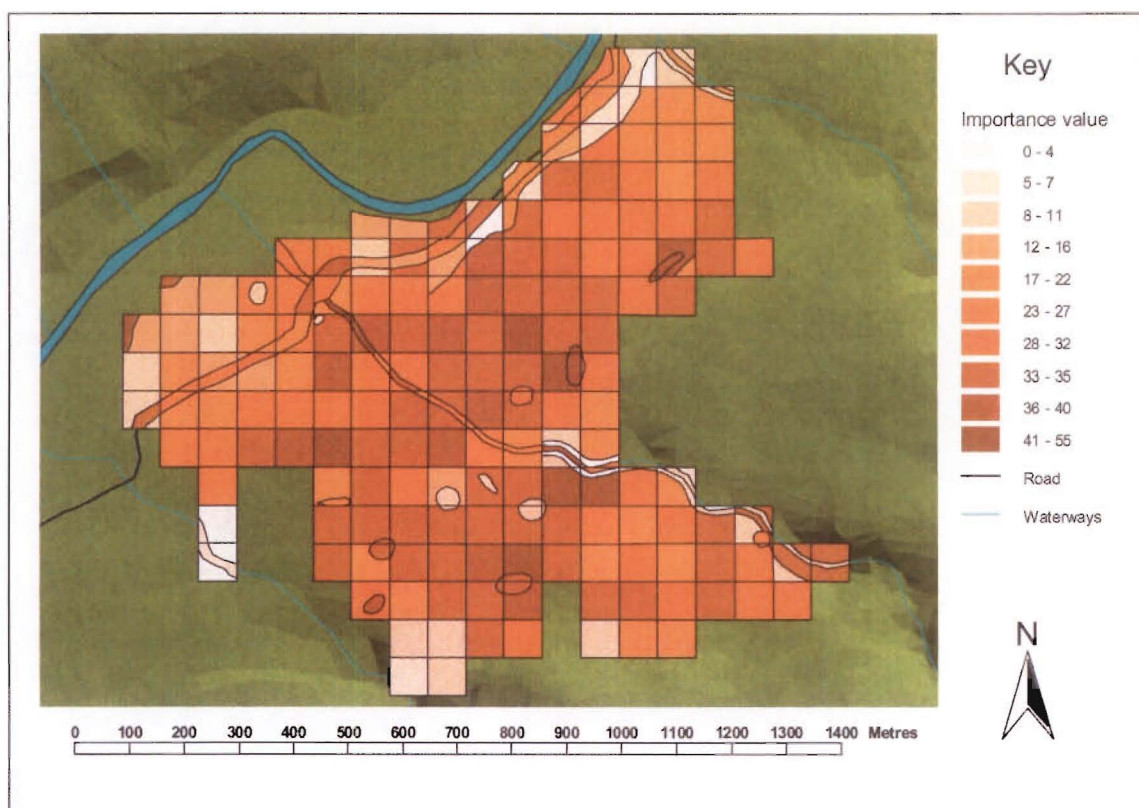 Key
Importance value
0 - 4
5 - 7
8 - 11
12 - 16
17 - 22
23 - 27
28 - 32
33 - 35
36 - 40
41 - 55
Road
Waterways
N
0 100 200 300 400 500 600 700 800 900 1000 1100 1200 1300 1400 Metres